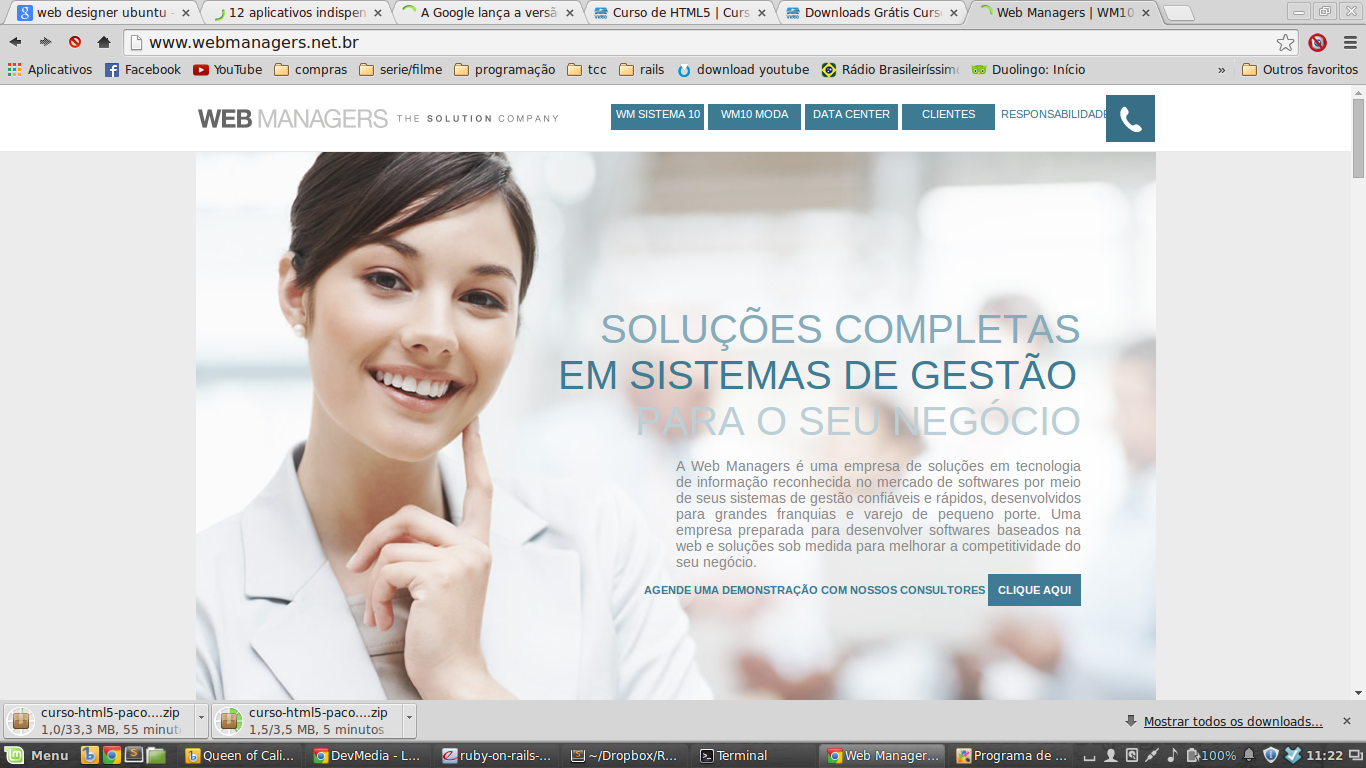 web designer ubuntu -
12 aplicativos indispen
A Google lança a versã
Curso de HTML5 | Curs
Downloads Grátis Curs
Web Managers | WM10
www.webmanagers.net.br
Aplicativos
Facebook
YouTube
compras
serie/filme
programação
tcc
rails
download youtube
Rádio Brasileiríssimo
Duolingo: Início
»
Outros favoritos
WEB MANAGERS THE SOLUTION COMPANY
WM SISTEMA 10
WM10 MODA
DATA CENTER
CLIENTES
RESPONSABILIDADE
SOLUÇÕES COMPLETAS
EM SISTEMAS DE GESTÃO
PARA O SEU NEGÓCIO
A Web Managers é uma empresa de soluções em tecnologia
de informação reconhecida no mercado de softwares por meio
de seus sistemas de gestão confiáveis e rápidos, desenvolvidos
para grandes franquias e varejo de pequeno porte. Uma
empresa preparada para desenvolver softwares baseados na
web e soluções sob medida para melhorar a competitividade do
seu negócio.
AGENDE UMA DEMONSTRAÇÃO COM NOSSOS CONSULTORES
CLIQUE AQUI
curso-html5-paco....zip
1,0/33,3 MB, 55 minuto
curso-html5-paco....zip
1,5/3,5 MB, 5 minutos
Mostrar todos os downloads...
Menu
Queen of Cali...
DevMedia - L...
ruby-on-rails-...
~/Dropbox/R...
Terminal
Web Manager...
Programa de ...
100%
11:22